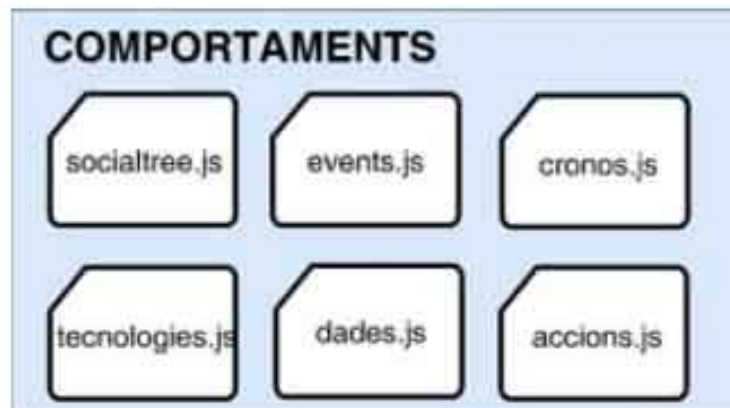 COMPORTAMENTS
socialtree.js
events.js
cronos.js
tecnologies.js
dades.js
accions.js